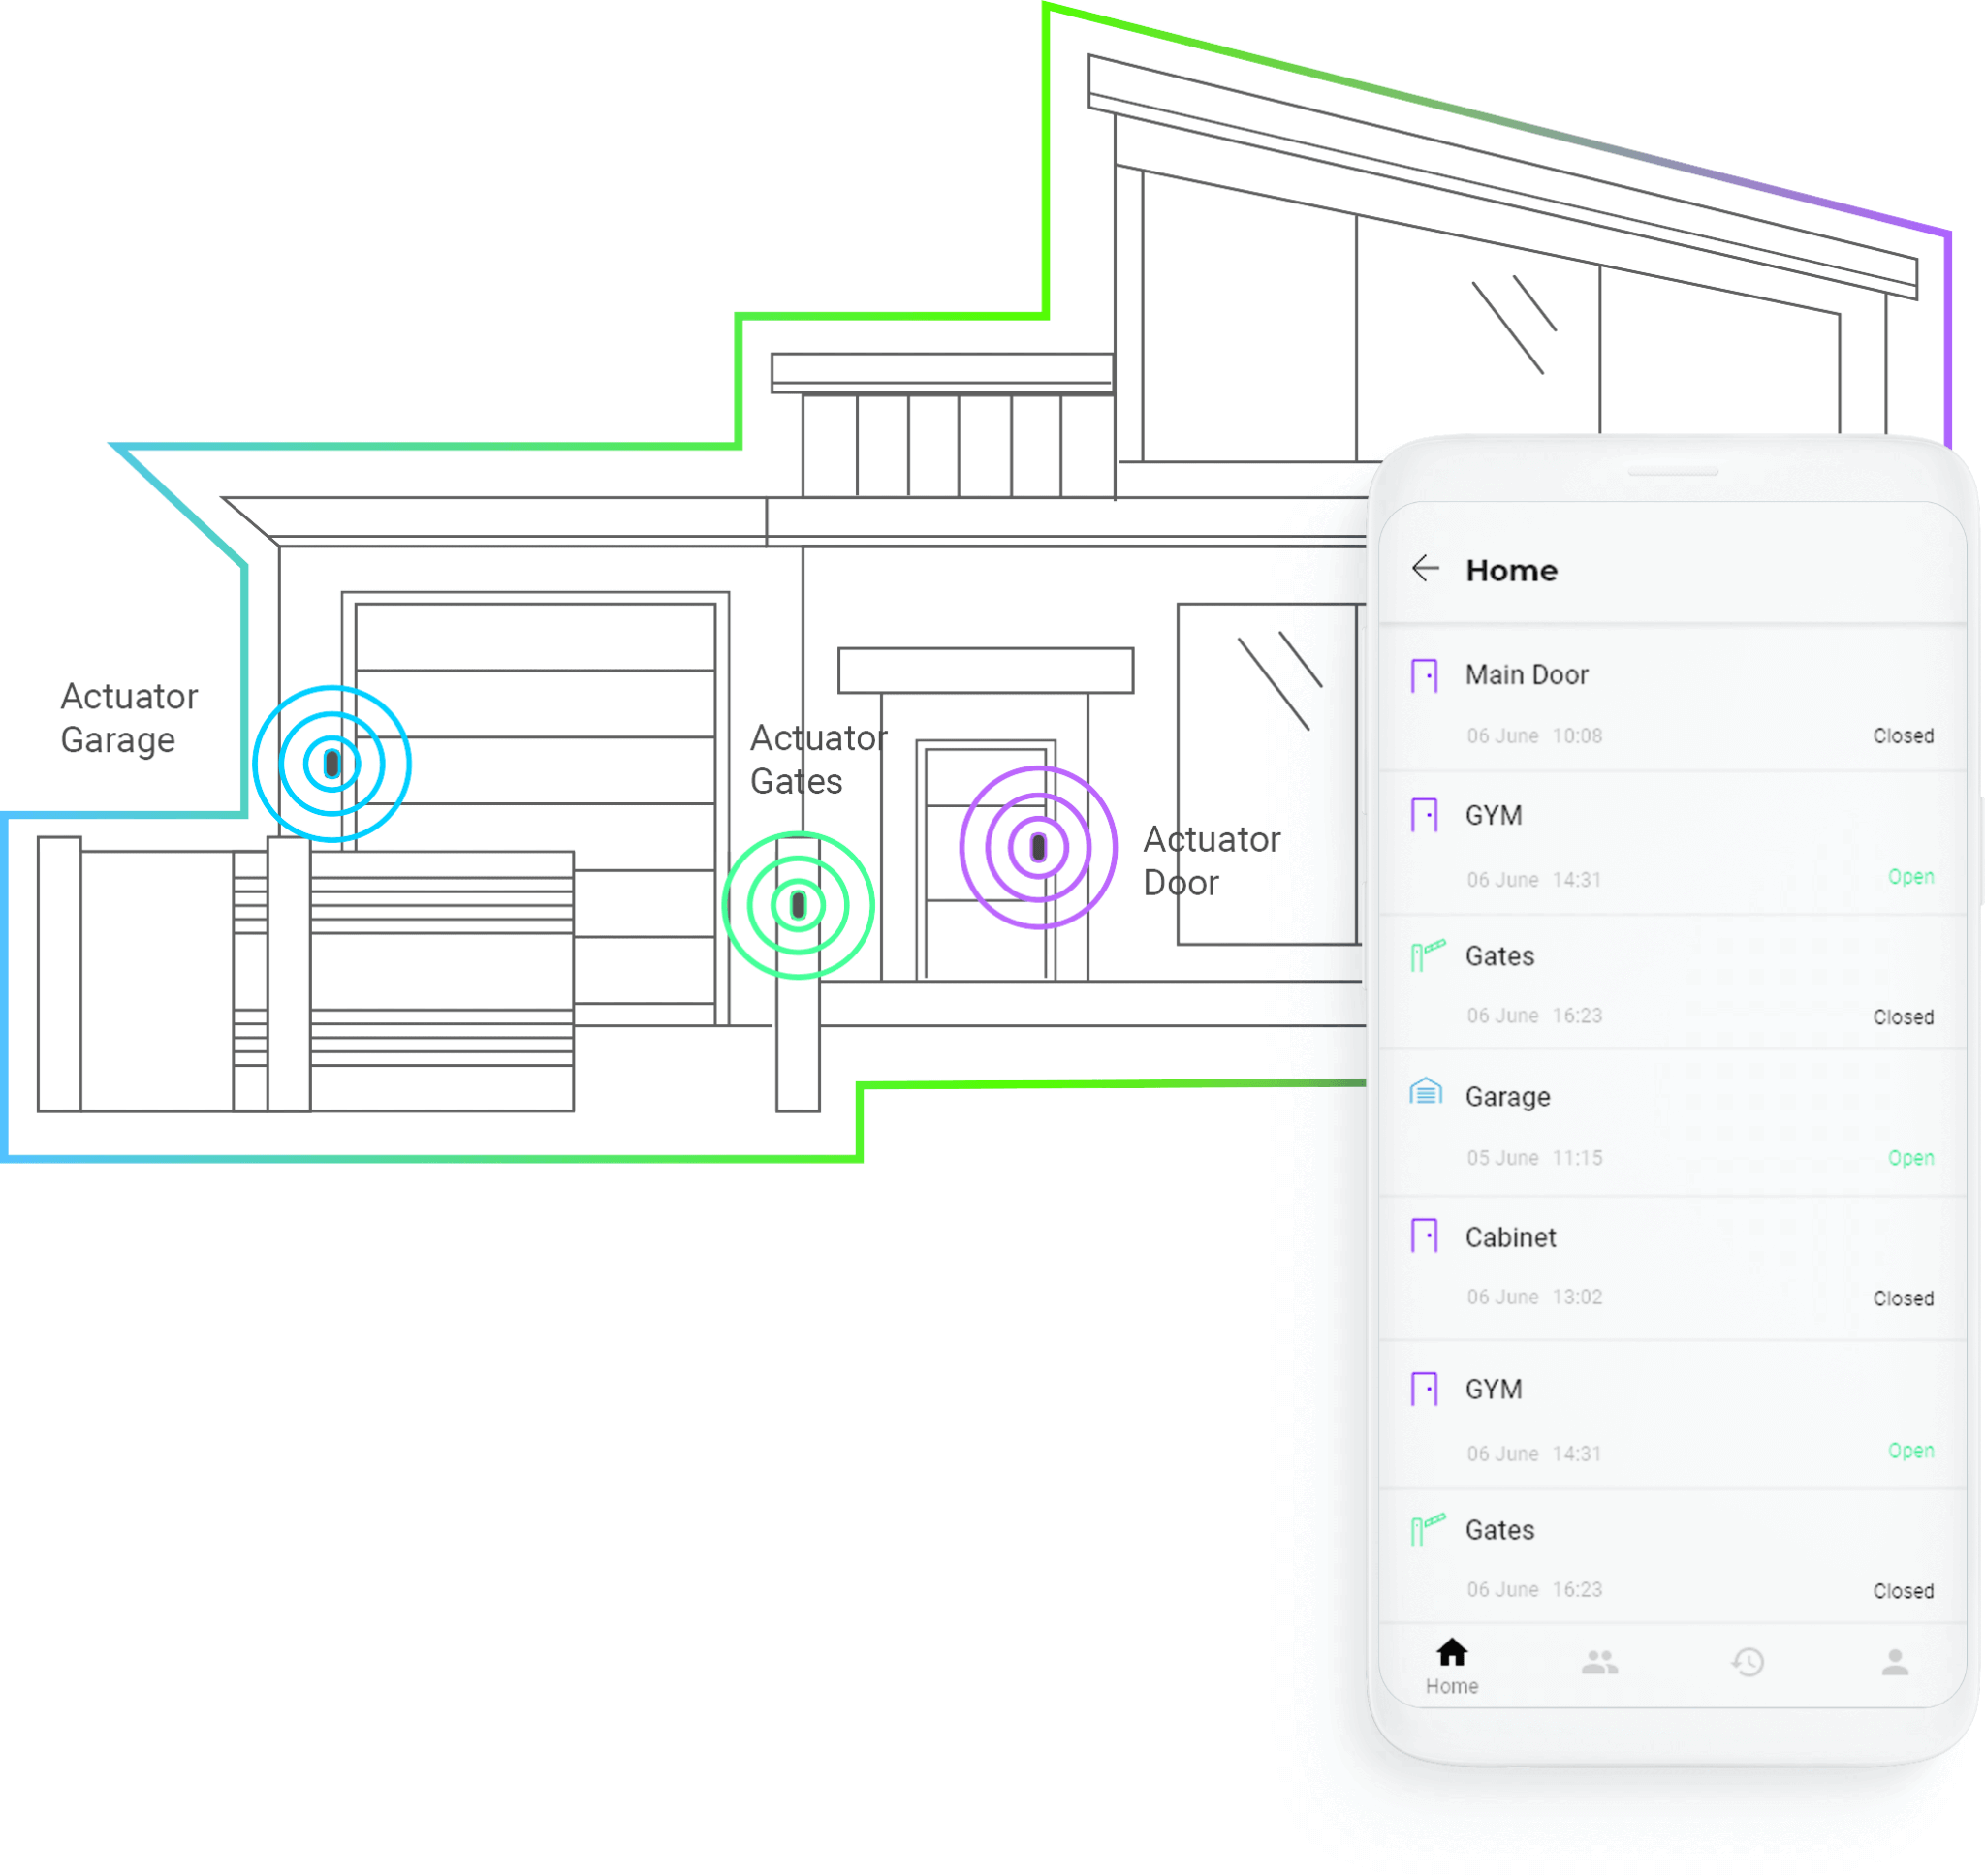 Actuator
Garage
Actuator
Gates
Actuator
Door
Home
Main Door
06 June 10:08 Closed
GYM
06 June 14:31 Open
Gates
06 June 16:23 Closed
Garage
05 June 11:15 Open
Cabinet
06 June 13:02 Closed
GYM
06 June 14:31 Open
Gates
06 June 16:23 Closed
Home